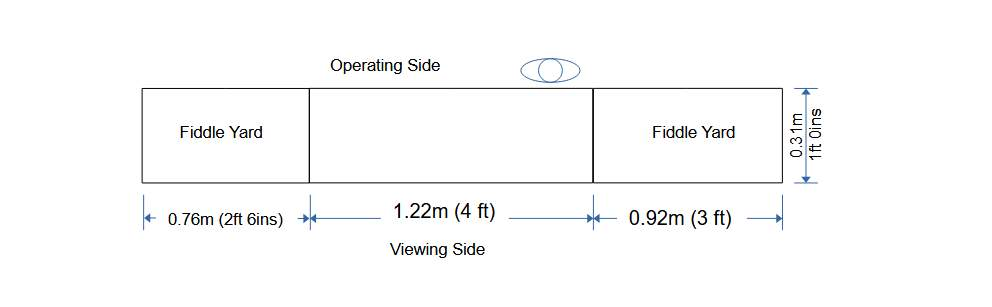 Operating Side
Fiddle Yard
Fiddle Yard
0.31m
1ft 0ins
0.76m (2ft 6ins)
1.22m (4 ft)
0.92m (3 ft)
Viewing Side